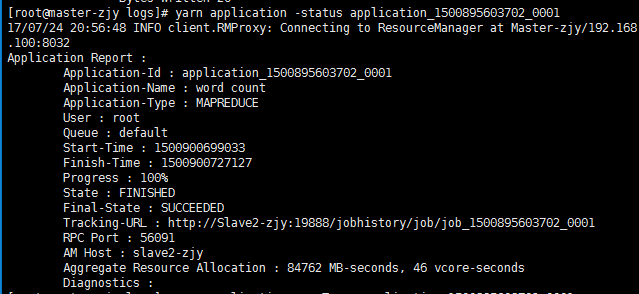 [root@master-zjy logs]# yarn application -status application_1500895603702_0001
17/07/24 20:56:48 INFO client.RMProxy: Connecting to ResourceManager at Master-zjy/192.168
.100:8032
Application Report :
Application-Id : application_1500895603702_0001
Application-Name : word count
Application-Type : MAPREDUCE
User : root
Queue : default
Start-Time : 1500900699033
Finish-Time : 1500900727127
Progress : 100%
State : FINISHED
Final-State : SUCCEEDED
Tracking-URL : http://Slave2-zjy:19888/jobhistory/job/job_1500895603702_0001
RPC Port : 56091
AM Host : slave2-zjy
Aggregate Resource Allocation : 84762 MB-seconds, 46 vcore-seconds
Diagnostics :